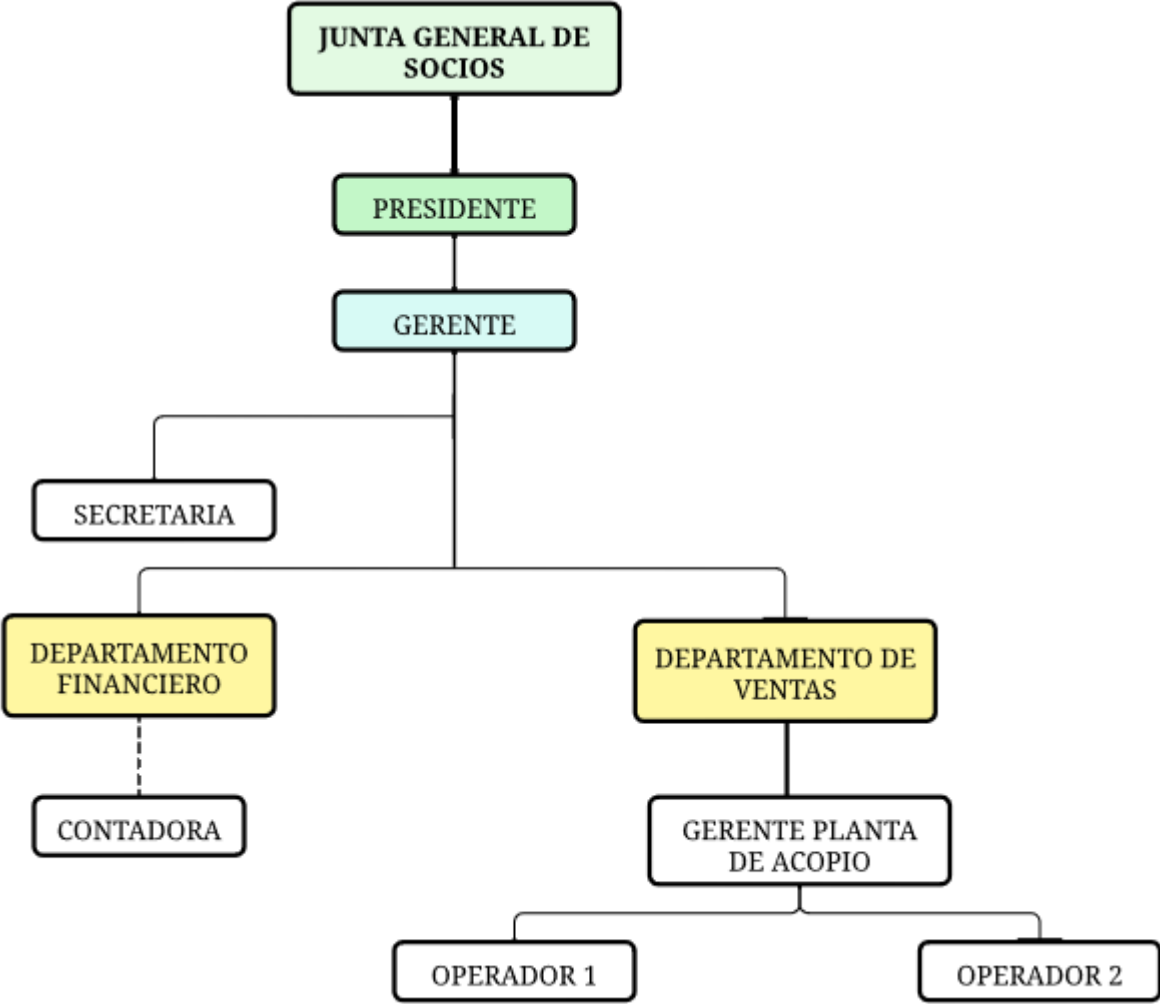 JUNTA GENERAL DE
SOCIOS
PRESIDENTE
GERENTE
SECRETARIA
DEPARTAMENTO
FINANCIERO
DEPARTAMENTO DE
VENTAS
CONTADORA
GERENTE PLANTA
DE ACOPIO
OPERADOR 1
OPERADOR 2